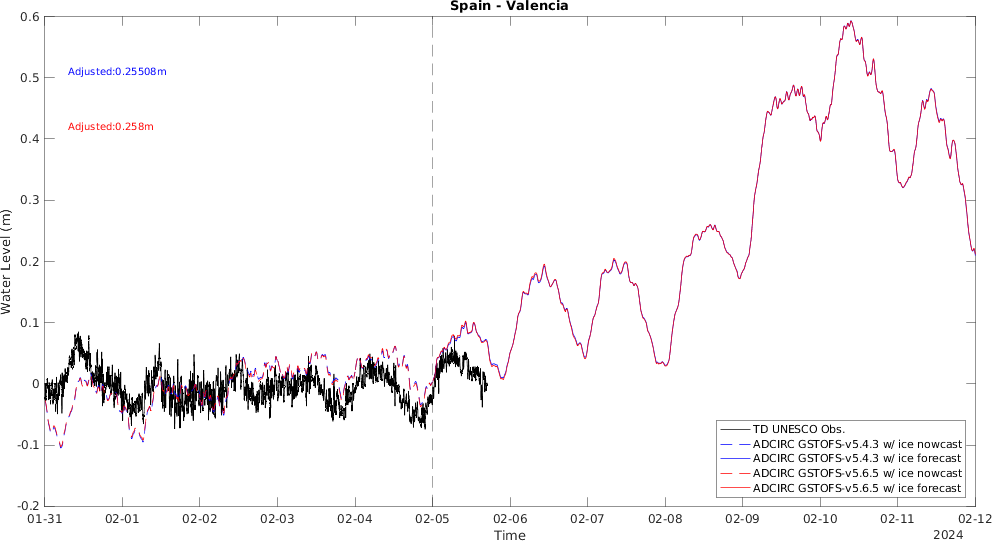 Spain - Valencia
0.6
0.5
0.4
0.3
0.2
0.1
0
-0.1
-0.2
Water Level (m)
Adjusted:0.25508m
Adjusted:0.258m
TD UNESCO Obs.
ADCIRC GSTOFS-v5.4.3 w/ ice nowcast
ADCIRC GSTOFS-v5.4.3 w/ ice forecast
ADCIRC GSTOFS-v5.6.5 w/ ice nowcast
ADCIRC GSTOFS-v5.6.5 w/ ice forecast
01-31 02-01 02-02 02-03 02-04 02-05 02-06 02-07 02-08 02-09 02-10 02-11 02-12
Time
2024